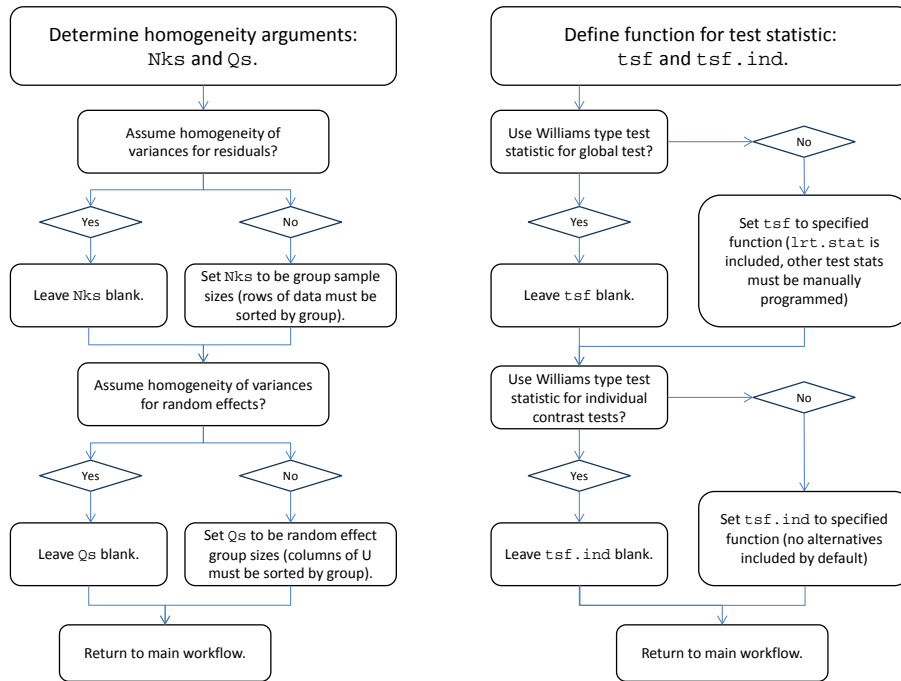 Determine homogeneity arguments:
Nks and Qs.
Assume homogeneity of
variances for residuals?
Yes
No
Leave Nks blank.
Set Nks to be group sample
sizes (rows of data must be
sorted by group).
Assume homogeneity of variances
for random effects?
Yes
No
Leave Qs blank.
Set Qs to be random effect
group sizes (columns of U
must be sorted by group).
Return to main workflow.
Define function for test statistic:
tsf and tsf.ind.
Use Williams type test
statistic for global test?
No
Yes
Set tsf to specified
function (lrt.stat is
included, other test stats
must be manually
programmed)
Leave tsf blank.
Use Williams type test
statistic for individual
contrast tests?
No
Yes
Set tsf.ind to specified
function (no alternatives
included by default)
Leave tsf.ind blank.
Return to main workflow.